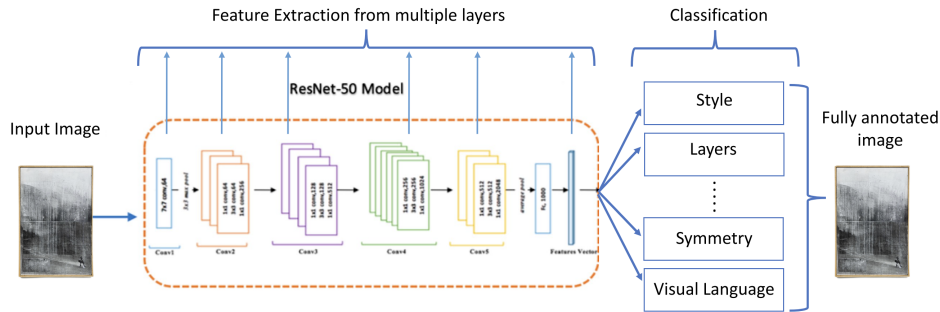 Feature Extraction from multiple layers
Classification
ResNet-50 Model
Input Image
7x7 conv,64
3x3 max pool
1x1 conv,64
3x3 conv,64
1x1 conv,256
1x1 conv,128
3x3 conv,128
1x1 conv,512
1x1 conv,256
3x3 conv,256
1x1 conv,1024
1x1 conv,512
3x3 conv,512
1x1 conv,2048
average pool
fc, 1000
Conv1
Conv2
Conv3
Conv4
Conv5
Features Vector
Style
Layers
Symmetry
Visual Language
Fully annotated
image